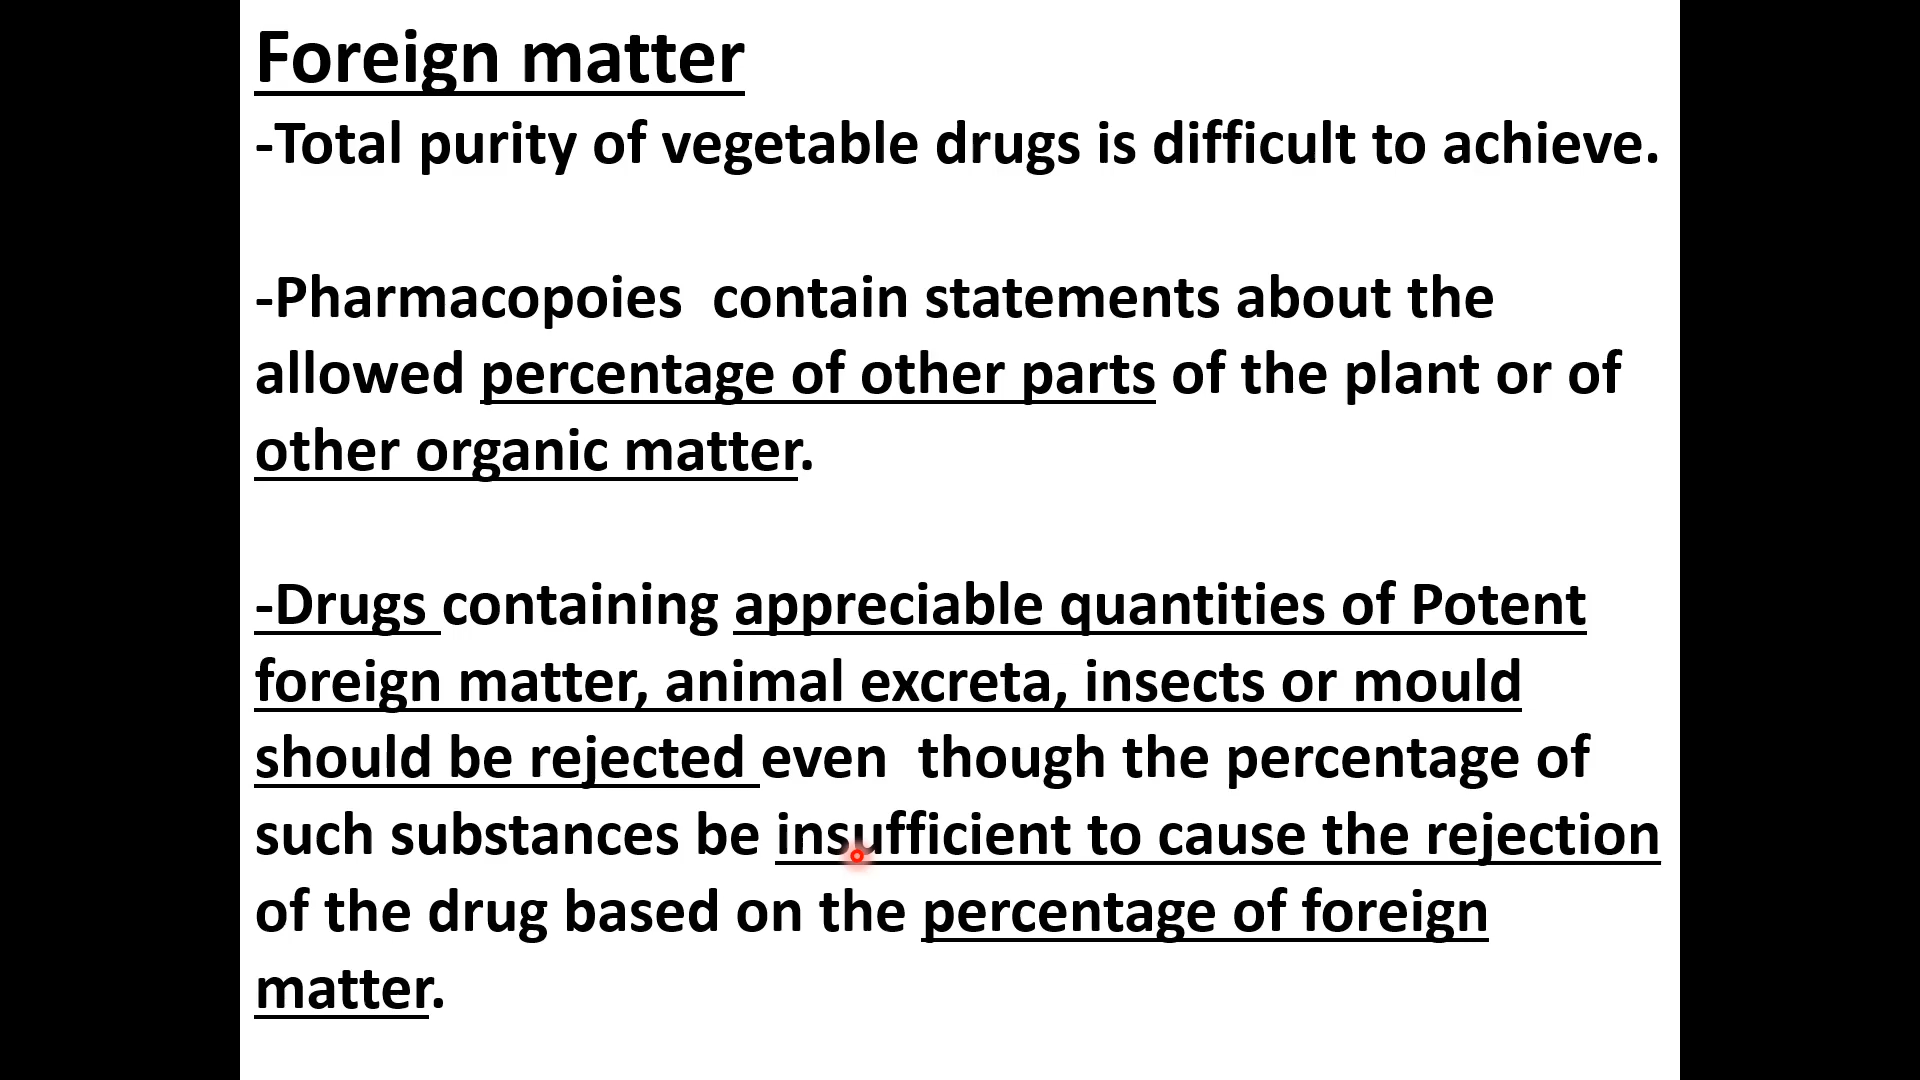 Foreign matter
-Total purity of vegetable drugs is difficult to achieve.
-Pharmacopoies  contain statements about the
allowed percentage of other parts of the plant or of
other organic matter.
-Drugs containing appreciable quantities of Potent
foreign matter, animal excreta, insects or mould
should be rejected even  though the percentage of
such substances be insufficient to cause the rejection
of the drug based on the percentage of foreign
matter.